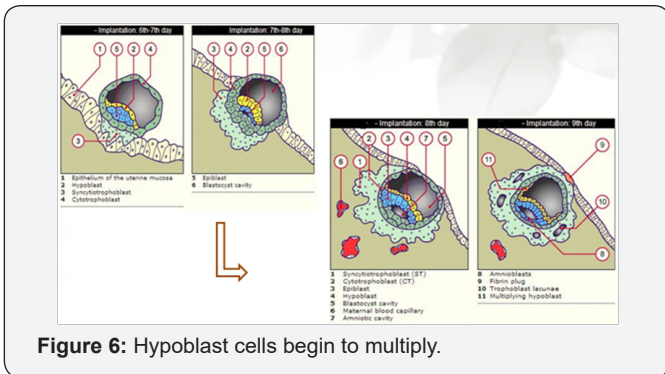 - Implantation: 6th-7th day
1 5 2 4
3
1 Epithelium of the uterine mucosa
2 Hypoblast
3 Syncytiotrophoblast
4 Cytotrophoblast
- Implantation: 7th-8th day
3 4 2 5 6
5 Epiblast
6 Blastocyst cavity
- Implantation: 8th day
2 3 4 7 5
6 1
1 Syncytiotrophoblast (ST)
2 Cytotrophoblast (CT)
3 Epiblast
4 Hypoblast
5 Blastocyst cavity
6 Maternal blood capillary
7 Amniotic cavity
- Implantation: 9th day
9
11
10
8
8 Amnioblasts
9 Fibrin plug
10 Trophoblast lacunae
11 Multiplying hypoblast
Figure 6: Hypoblast cells begin to multiply.